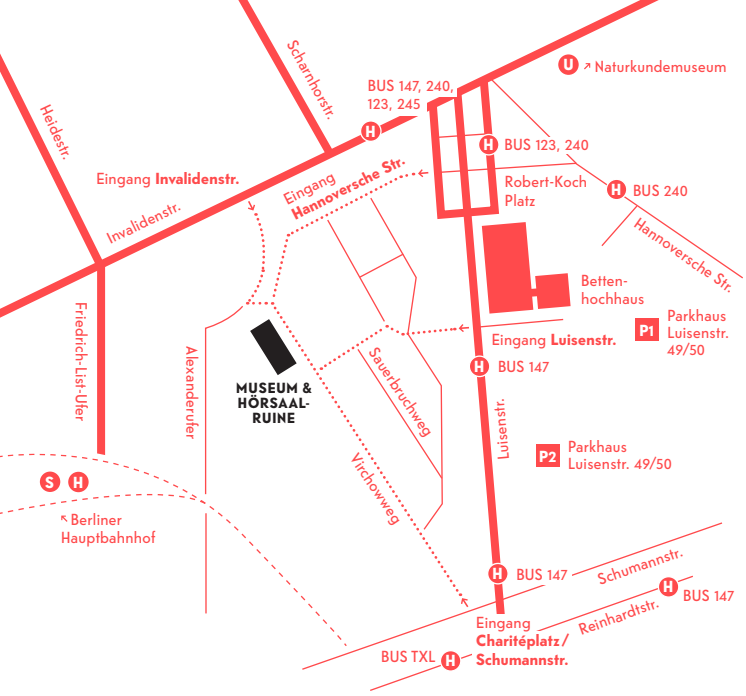 Scharnhorststr.
U ↗ Naturkundemuseum
BUS 147, 240,
123, 245
H
Heidestr.
H BUS 123, 240
Eingang Invalidenstr.
Eingang
Hannoversche Str.
Robert-Koch
Platz
H BUS 240
Invalidenstr.
Hannoversche Str.
Betten-
hochhaus
Friedrich-List-Ufer
P1 Parkhaus
Luisenstr.
49/50
Eingang Luisenstr.
Alexanderufer
H BUS 147
MUSEUM &
HÖRSAAL-
RUINE
Sauerbruchweg
Luisenstr.
P2 Parkhaus
Luisenstr. 49/50
Virchowweg
S H
↖ Berliner
Hauptbahnhof
H BUS 147
Schumannstr.
H BUS 147
Reinhardtstr.
Eingang
Charitéplatz/
Schumannstr.
BUS TXL H